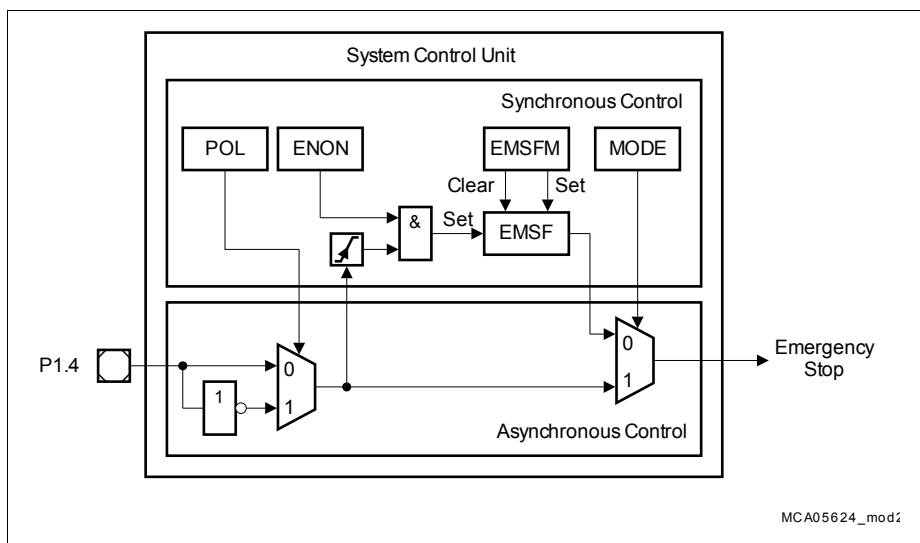 System Control Unit
Synchronous Control
POL
ENON
EMSFM
MODE
Clear
Set
&
Set
EMSF
P1.4
0
1
1
0
1
Emergency
Stop
Asynchronous Control
MCA05624_mod2